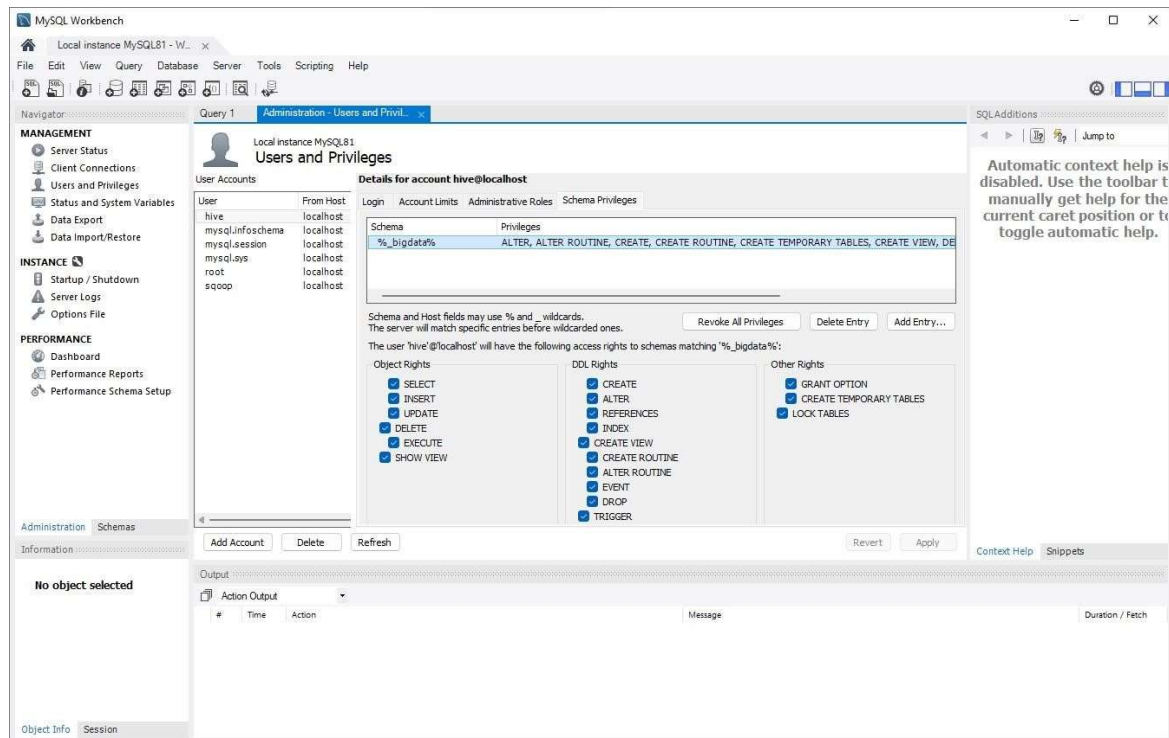 MySQL Workbench
Local instance MySQL81 - W...
File Edit View Query Database Server Tools Scripting Help
Navigator
MANAGEMENT
Server Status
Client Connections
Users and Privileges
Status and System Variables
Data Export
Data Import/Restore
INSTANCE
Startup / Shutdown
Server Logs
Options File
PERFORMANCE
Dashboard
Performance Reports
Performance Schema Setup
Administration Schemas
Information
No object selected
Object Info Session
Query 1 Administration - Users and Privil...
Local instance MySQL81
Users and Privileges
User Accounts
User From Host
hive localhost
mysql.infoschema localhost
mysql.session localhost
mysql.sys localhost
root localhost
sqoop localhost
Add Account Delete Refresh
Details for account hive@localhost
Login Account Limits Administrative Roles Schema Privileges
Schema Privileges
%_bigdata% ALTER, ALTER ROUTINE, CREATE, CREATE ROUTINE, CREATE TEMPORARY TABLES, CREATE VIEW, DE
Schema and Host fields may use % and _ wildcards.
The server will match specific entries before wildcarded ones.
Revoke All Privileges Delete Entry Add Entry...
The user 'hive'@'localhost' will have the following access rights to schemas matching '%_bigdata%':
Object Rights
SELECT
INSERT
UPDATE
DELETE
EXECUTE
SHOW VIEW
DDL Rights
CREATE
ALTER
REFERENCES
INDEX
CREATE VIEW
CREATE ROUTINE
ALTER ROUTINE
EVENT
DROP
TRIGGER
Other Rights
GRANT OPTION
CREATE TEMPORARY TABLES
LOCK TABLES
Revert Apply
SQLAdditions
Jump to
Automatic context help is
disabled. Use the toolbar t
manually get help for the
current caret position or to
toggle automatic help.
Context Help Snippets
Output
Action Output
# Time Action Message Duration / Fetch